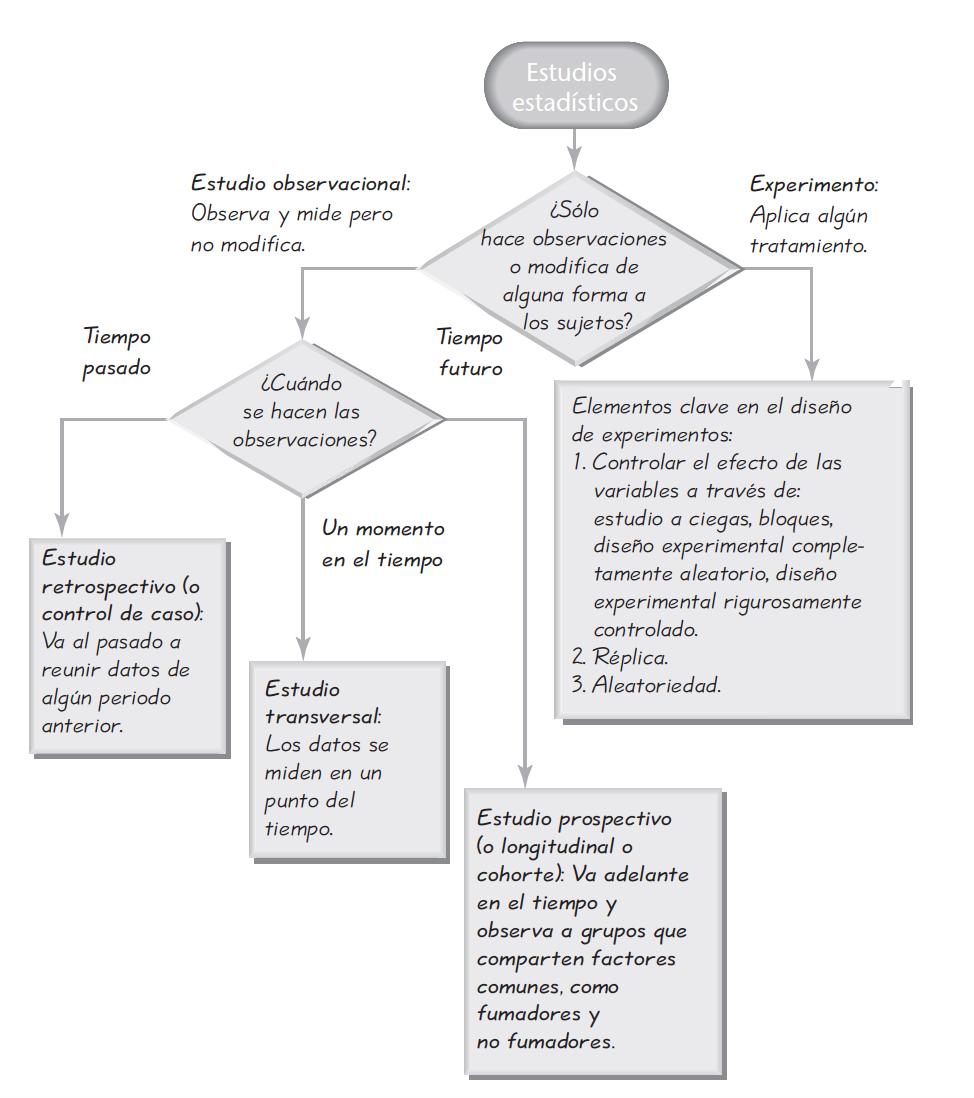 Estudios
estadísticos
Estudio observacional:
Observa y mide pero
no modifica.
¿Sólo
hace observaciones
o modifica de
alguna forma a
los sujetos?
Experimento:
Aplica algún
tratamiento.
Tiempo
pasado
¿Cuándo
se hacen las
observaciones?
Tiempo
futuro
Un momento
en el tiempo
Elementos clave en el diseño
de experimentos:
1. Controlar el efecto de las
variables a través de:
estudio a ciegas, bloques,
diseño experimental comple-
tamente aleatorio, diseño
experimental rigurosamente
controlado.
2. Réplica.
3. Aleatoriedad.
Estudio
retrospectivo (o
control de caso):
Va al pasado a
reunir datos de
algún periodo
anterior.
Estudio
transversal:
Los datos se
miden en un
punto del
tiempo.
Estudio prospectivo
(o longitudinal o
cohorte): Va adelante
en el tiempo y
observa a grupos que
comparten factores
comunes, como
fumadores y
no fumadores.